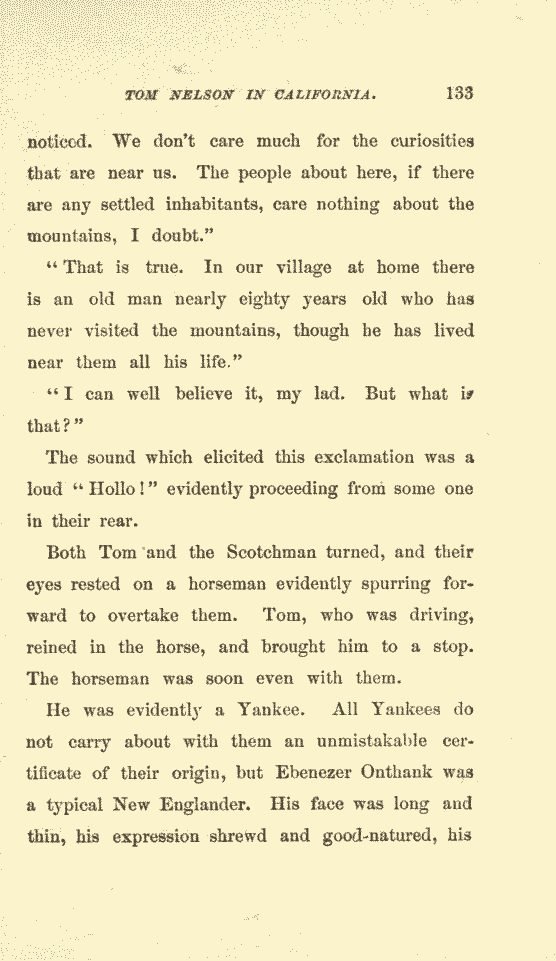 TOM NELSON IN CALIFORNIA. 133
noticed. We don't care much for the curiosities
that are near us. The people about here, if there
are any settled inhabitants, care nothing about the
mountains, I doubt."
"That is true. In our village at home there
is an old man nearly eighty years old who has
never visited the mountains, though he has lived
near them all his life."
"I can well believe it, my lad. But what is
that?"
The sound which elicited this exclamation was a
loud "Hollo!" evidently proceeding from some one
in their rear.
Both Tom and the Scotchman turned, and their
eyes rested on a horseman evidently spurring for-
ward to overtake them. Tom, who was driving,
reined in the horse, and brought him to a stop.
The horseman was soon even with them.
He was evidently a Yankee. All Yankees do
not carry about with them an unmistakable cer-
tificate of their origin, but Ebenezer Onthank was
a typical New Englander. His face was long and
thin, his expression shrewd and good-natured, his